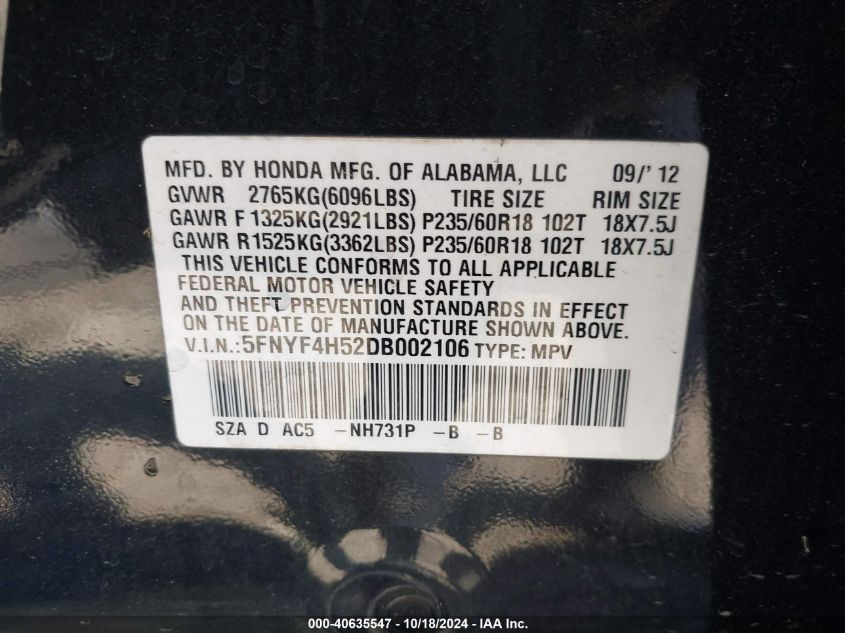 MFD. BY HONDA MFG. OF ALABAMA, LLC 09/' 12
GVWR 2765KG(6096LBS) TIRE SIZE RIM SIZE
GAWR F 1325KG(2921LBS) P235/60R18 102T 18X7.5J
GAWR R1525KG(3362LBS) P235/60R18 102T 18X7.5J
THIS VEHICLE CONFORMS TO ALL APPLICABLE
FEDERAL MOTOR VEHICLE SAFETY
AND THEFT PREVENTION STANDARDS IN EFFECT
ON THE DATE OF MANUFACTURE SHOWN ABOVE.
V.I.N.:5FNYF4H52DB002106 TYPE: MPV
SZA D AC5 -NH731P -B -B
000-40635547 - 10/18/2024 - IAA Inc.